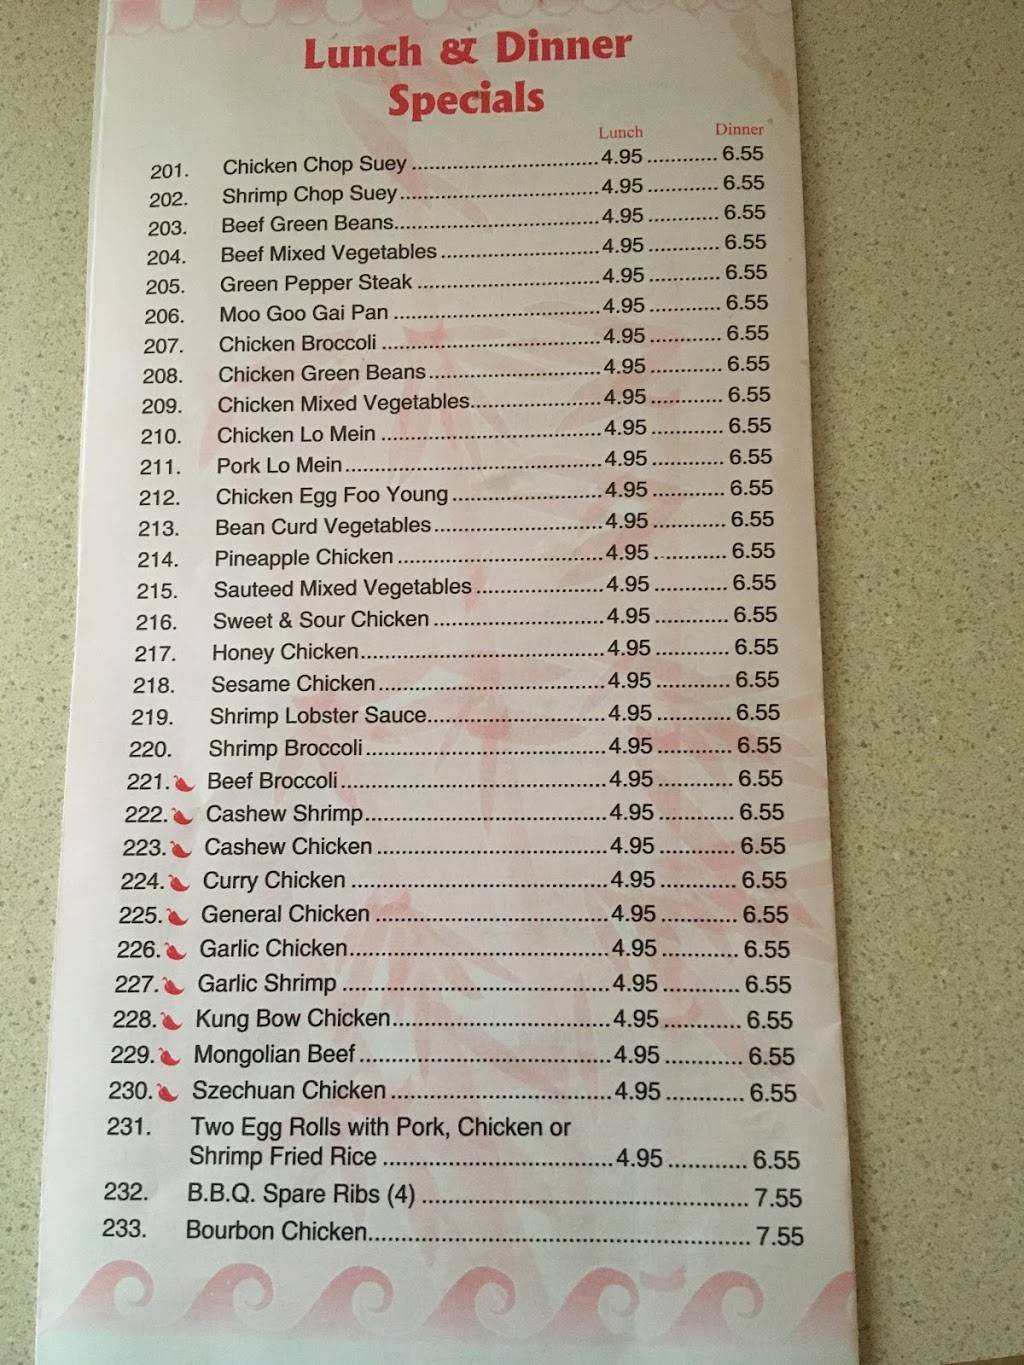 Lunch & Dinner
Specials
Lunch Dinner
201. Chicken Chop Suey 4.95 6.55
202. Shrimp Chop Suey 4.95 6.55
203. Beef Green Beans 4.95 6.55
204. Beef Mixed Vegetables 4.95 6.55
205. Green Pepper Steak 4.95 6.55
206. Moo Goo Gai Pan 4.95 6.55
207. Chicken Broccoli 4.95 6.55
208. Chicken Green Beans 4.95 6.55
209. Chicken Mixed Vegetables 4.95 6.55
210. Chicken Lo Mein 4.95 6.55
211. Pork Lo Mein 4.95 6.55
212. Chicken Egg Foo Young 4.95 6.55
213. Bean Curd Vegetables 4.95 6.55
214. Pineapple Chicken 4.95 6.55
215. Sauteed Mixed Vegetables 4.95 6.55
216. Sweet & Sour Chicken 4.95 6.55
217. Honey Chicken 4.95 6.55
218. Sesame Chicken 4.95 6.55
219. Shrimp Lobster Sauce 4.95 6.55
220. Shrimp Broccoli 4.95 6.55
221. Beef Broccoli 4.95 6.55
222. Cashew Shrimp 4.95 6.55
223. Cashew Chicken 4.95 6.55
224. Curry Chicken 4.95 6.55
225. General Chicken 4.95 6.55
226. Garlic Chicken 4.95 6.55
227. Garlic Shrimp 4.95 6.55
228. Kung Bow Chicken 4.95 6.55
229. Mongolian Beef 4.95 6.55
230. Szechuan Chicken 4.95 6.55
231. Two Egg Rolls with Pork, Chicken or
Shrimp Fried Rice 4.95 6.55
232. B.B.Q. Spare Ribs (4) 7.55
233. Bourbon Chicken 7.55